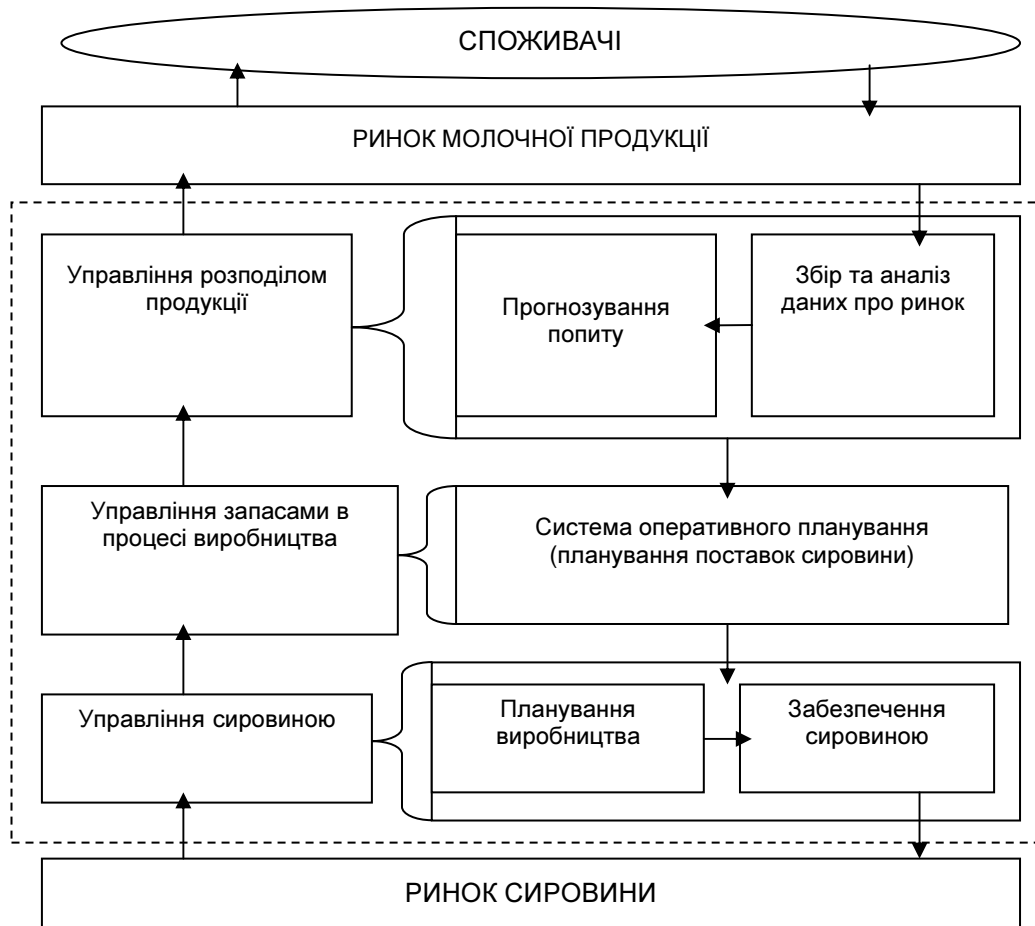 СПОЖИВАЧІ
РИНОК МОЛОЧНОЇ ПРОДУКЦІЇ
Управління розподілом
продукції
Прогнозування
попиту
Збір та аналіз
даних про ринок
Управління запасами в
процесі виробництва
Система оперативного планування
(планування поставок сировини)
Управління сировиною
Планування
виробництва
Забезпечення
сировиною
РИНОК СИРОВИНИ